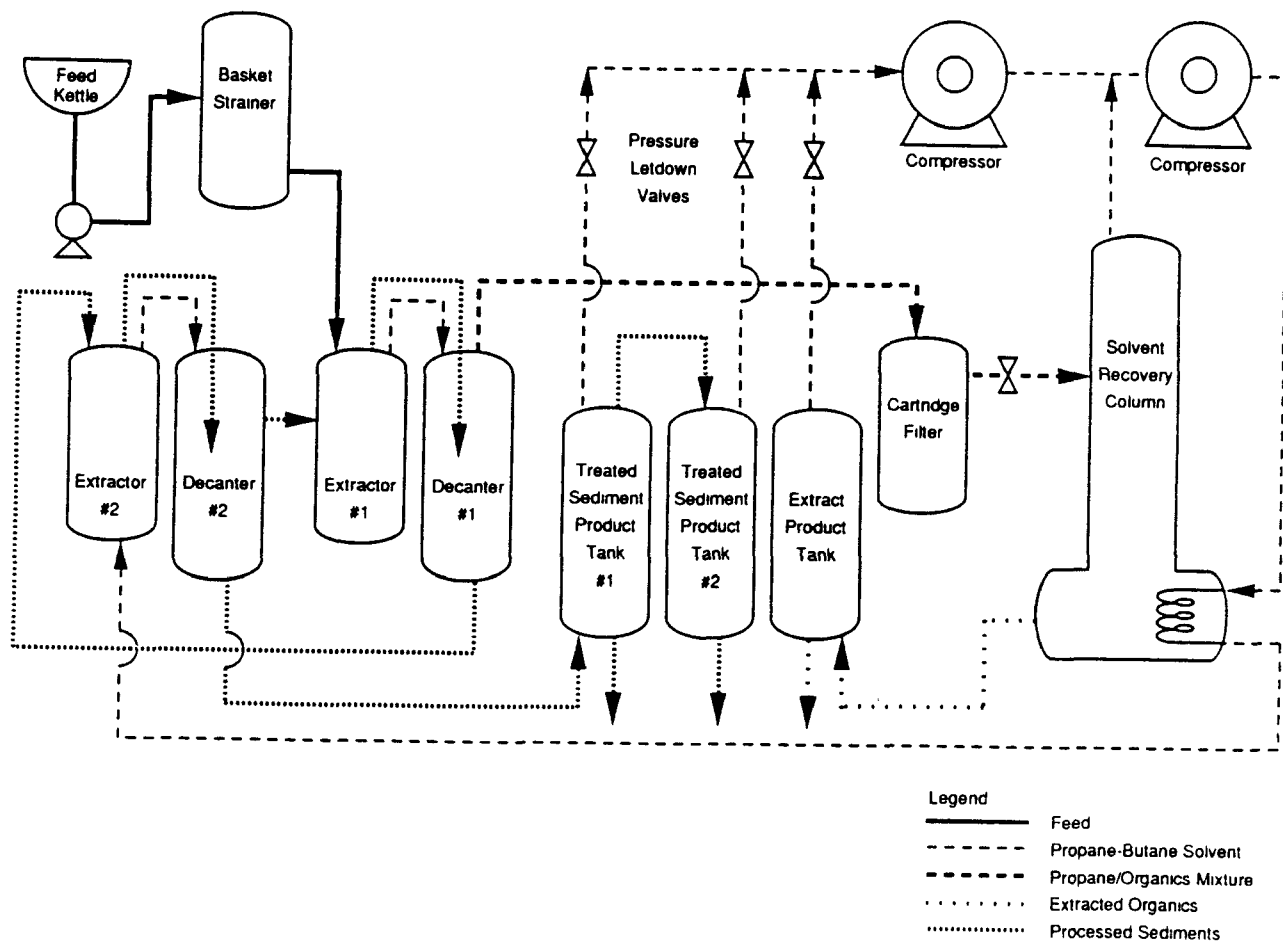 Feed
Kettle
Basket
Strainer
Pressure
Letdown
Valves
Compressor
Compressor
Solvent
Recovery
Column
Cartndge
Filter
Extractor
#2
Decanter
#2
Extractor
#1
Decanter
#1
Treated
Sediment
Product
Tank
#1
Treated
Sediment
Product
Tank
#2
Extract
Product
Tank
Legend
Feed
Propane-Butane Solvent
Propane/Organics Mixture
Extracted Organics
Processed Sediments